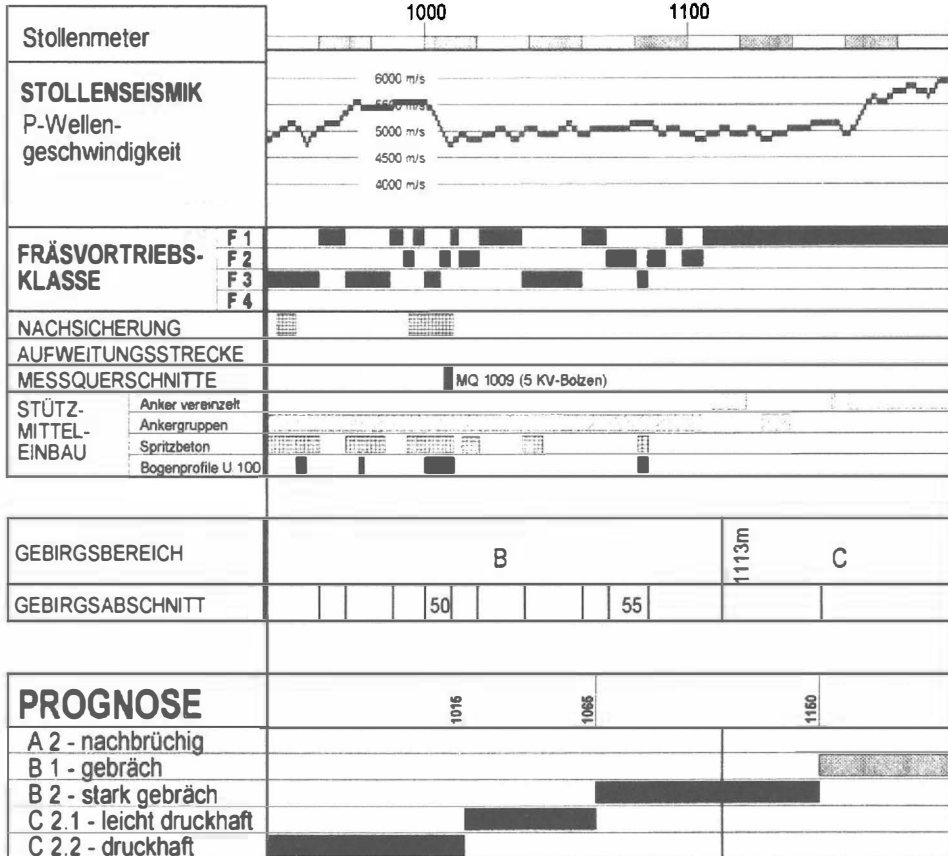 1000 1100
Stollenmeter
STOLLENSEISMIK
P-Wellen-
geschwindigkeit
6000 m/s
5500 m/s
5000 m/s
4500 m/s
4000 m/s
FRÄSVORTRIEBS-
KLASSE
F 1
F 2
F 3
F 4
NACHSICHERUNG
AUFWEITUNGSSTRECKE
MESSQUERSCHNITTE MQ 1009 (5 KV-Bolzen)
STÜTZ-
MITTEL-
EINBAU
Anker vereinzelt
Ankergruppen
Spritzbeton
Bogenprofile U 100
GEBIRGSBEREICH B 1113m C
GEBIRGSABSCHNITT 50 55
PROGNOSE 1015 1065 1150
A 2 - nachbrüchig
B 1 - gebräch
B 2 - stark gebräch
C 2.1 - leicht druckhaft
C 2.2 - druckhaft